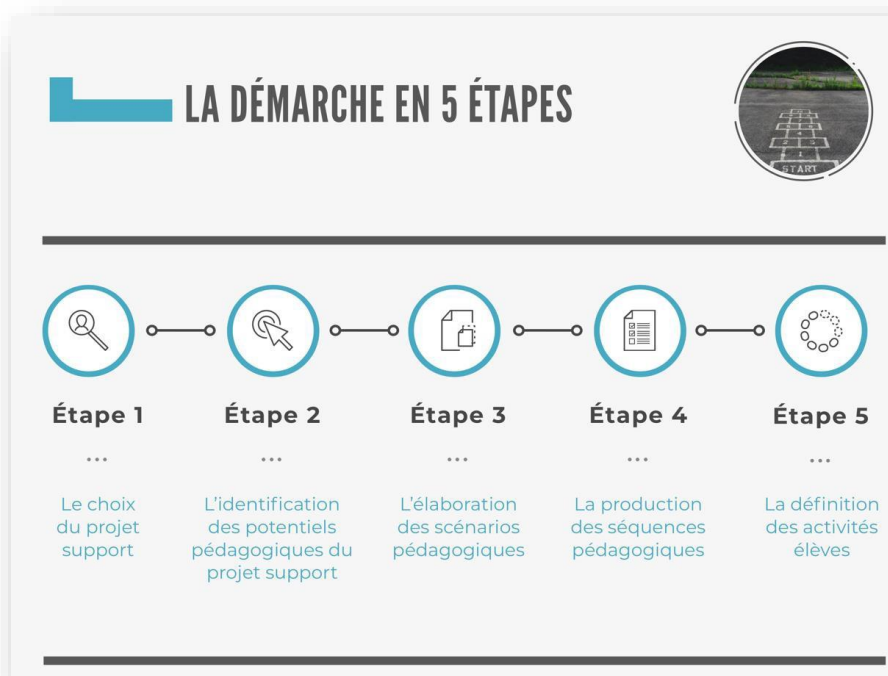 LA DÉMARCHE EN 5 ÉTAPES
START
Étape 1
...
Le choix
du projet
support
Étape 2
...
L'identification
des potentiels
pédagogiques du
projet support
Étape 3
...
L'élaboration
des scénarios
pédagogiques
Étape 4
...
La production
des séquences
pédagogiques
Étape 5
...
La définition
des activités
élèves